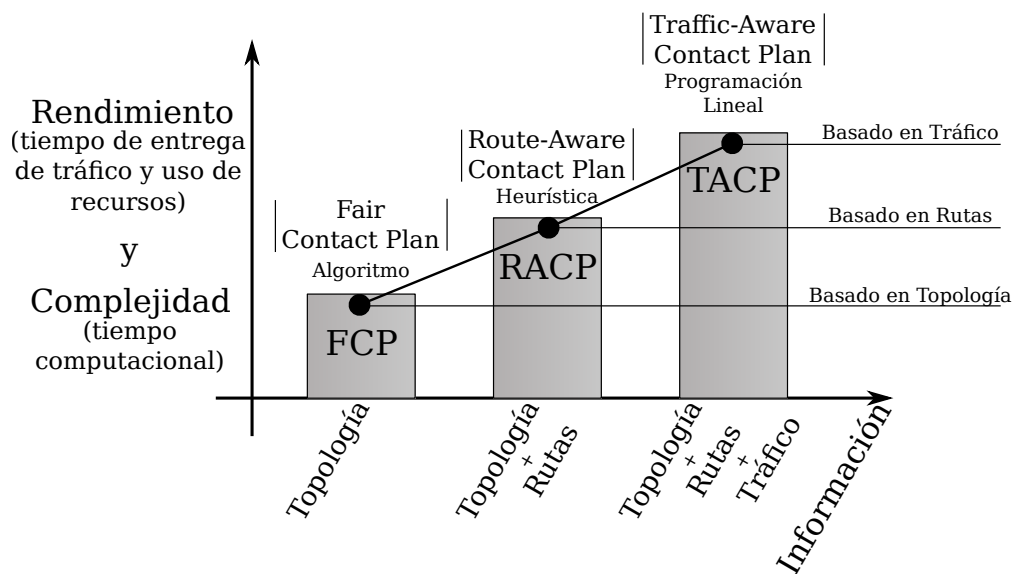 Rendimiento
(tiempo de entrega
de tráfico y uso de
recursos)
y
Complejidad
(tiempo
computacional)
Fair
Contact Plan
Algoritmo
FCP
Route-Aware
Contact Plan
Heurística
RACP
Traffic-Aware
Contact Plan
Programación
Lineal
TACP
Basado en Tráfico
Basado en Rutas
Basado en Topología
Topología
Topología
+
Rutas
Topología
+
Rutas
+
Tráfico
Información